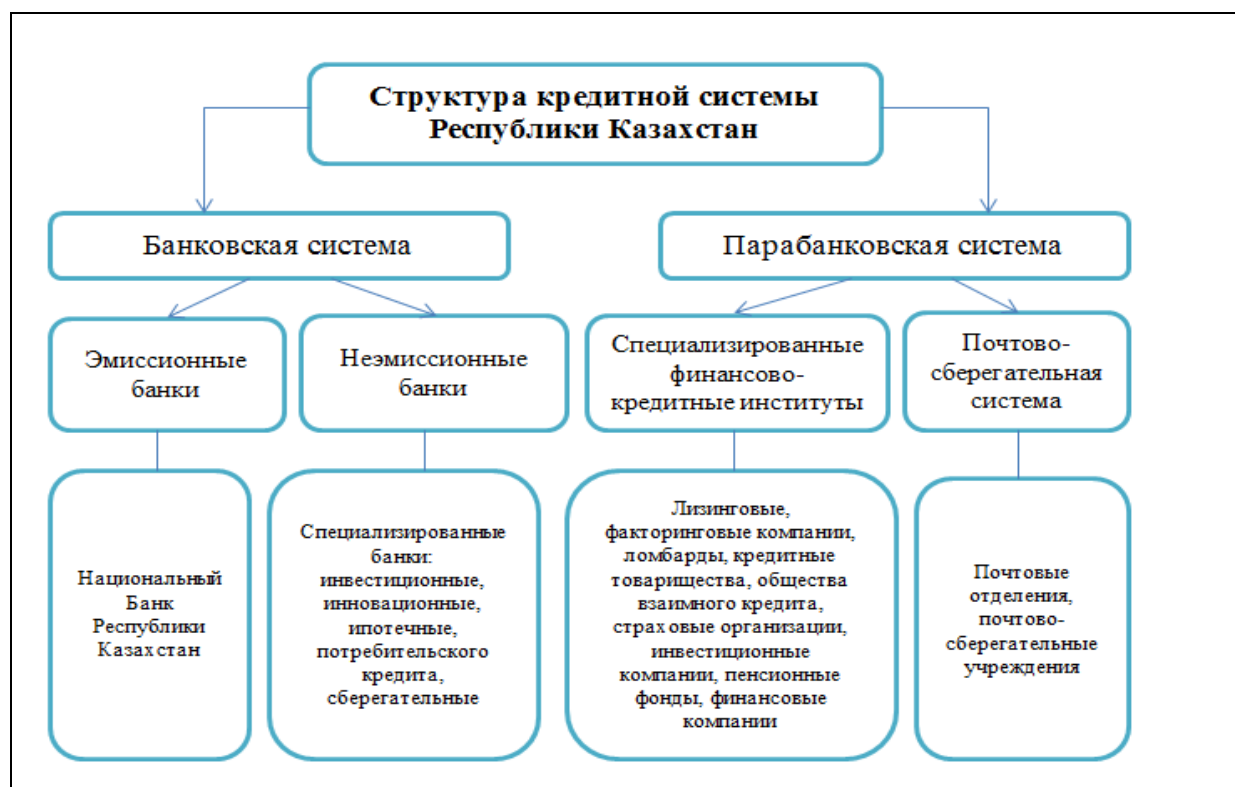 Структура кредитной системы
Республики Казахстан
Банковская система
Парабанковская система
Эмиссионные
банки
Неэмиссионные
банки
Специализированные
финансово-
кредитные институты
Почтово-
сберегательная
система
Национальный
Банк
Республики
Казахстан
Специализированные
банки:
инвестиционные,
инновационные,
ипотечные,
потребительского
кредита,
сберегательные
Лизинговые,
факторинговые компании,
ломбарды, кредитные
товарищества, общества
взаимного кредита,
страховые организации,
инвестиционные
компании, пенсионные
фонды, финансовые
компании
Почтовые
отделения,
почтово-
сберегательные
учреждения